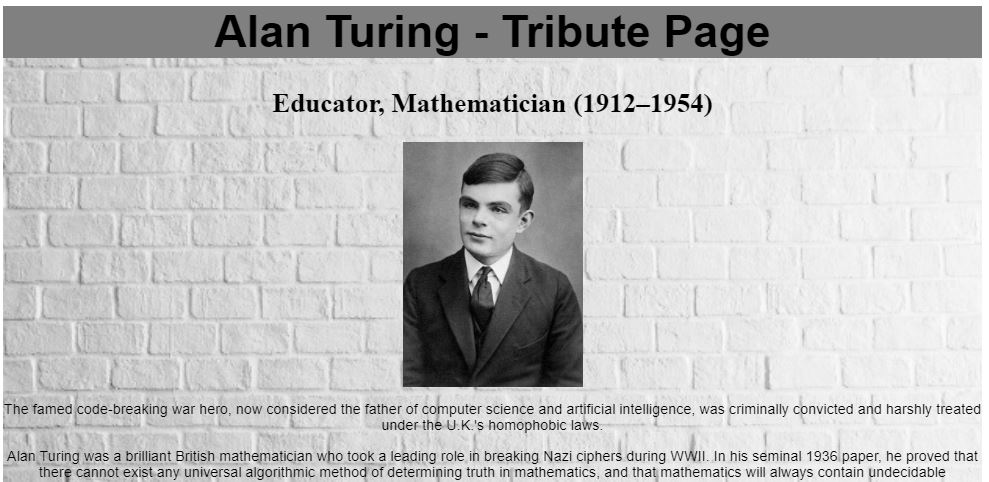 Alan Turing - Tribute Page
Educator, Mathematician (1912–1954)
The famed code-breaking war hero, now considered the father of computer science and artificial intelligence, was criminally convicted and harshly treated
under the U.K.'s homophobic laws.
Alan Turing was a brilliant British mathematician who took a leading role in breaking Nazi ciphers during WWII. In his seminal 1936 paper, he proved that
there cannot exist any universal algorithmic method of determining truth in mathematics, and that mathematics will always contain undecidable